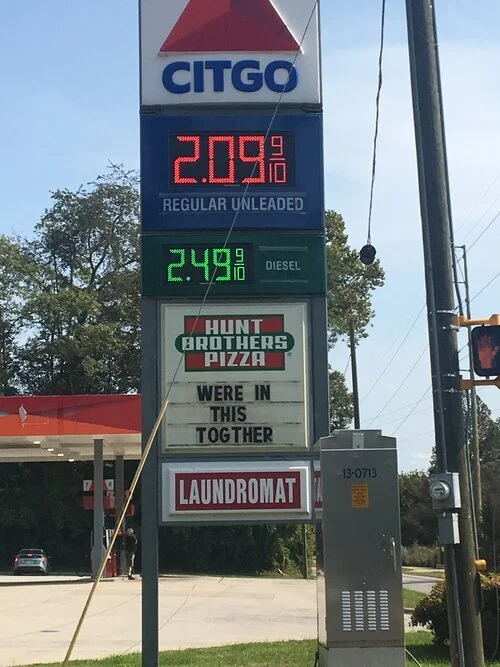 CITGO
2.09 9/10
REGULAR UNLEADED
2.49 9/10
DIESEL
HUNT
BROTHERS
PIZZA
WERE IN
THIS
TOGTHER
LAUNDROMAT
13-0713